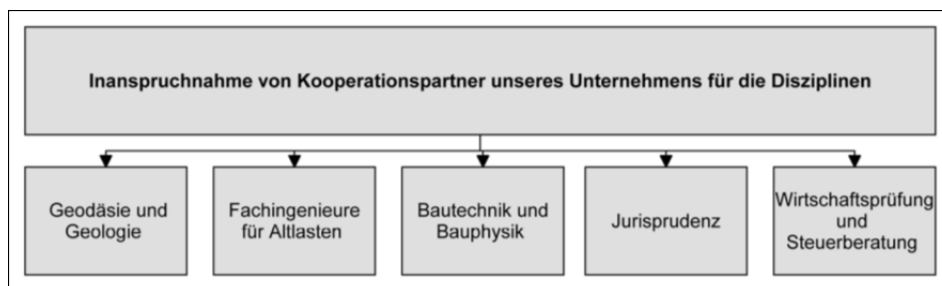 Inanspruchnahme von Kooperationspartner unseres Unternehmens für die Disziplinen
Geodäsie und
Geologie
Fachingenieure
für Altlasten
Bautechnik und
Bauphysik
Jurisprudenz
Wirtschaftsprüfung
und
Steuerberatung